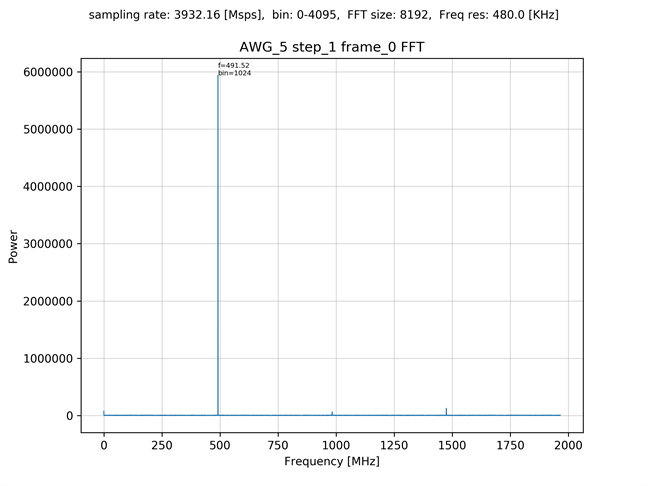 sampling rate: 3932.16 [Msps],  bin: 0-4095,  FFT size: 8192,  Freq res: 480.0 [KHz]
AWG_5 step_1 frame_0 FFT
f=491.52
bin=1024
6000000
5000000
4000000
3000000
2000000
1000000
0
Power
0 250 500 750 1000 1250 1500 1750 2000
Frequency [MHz]